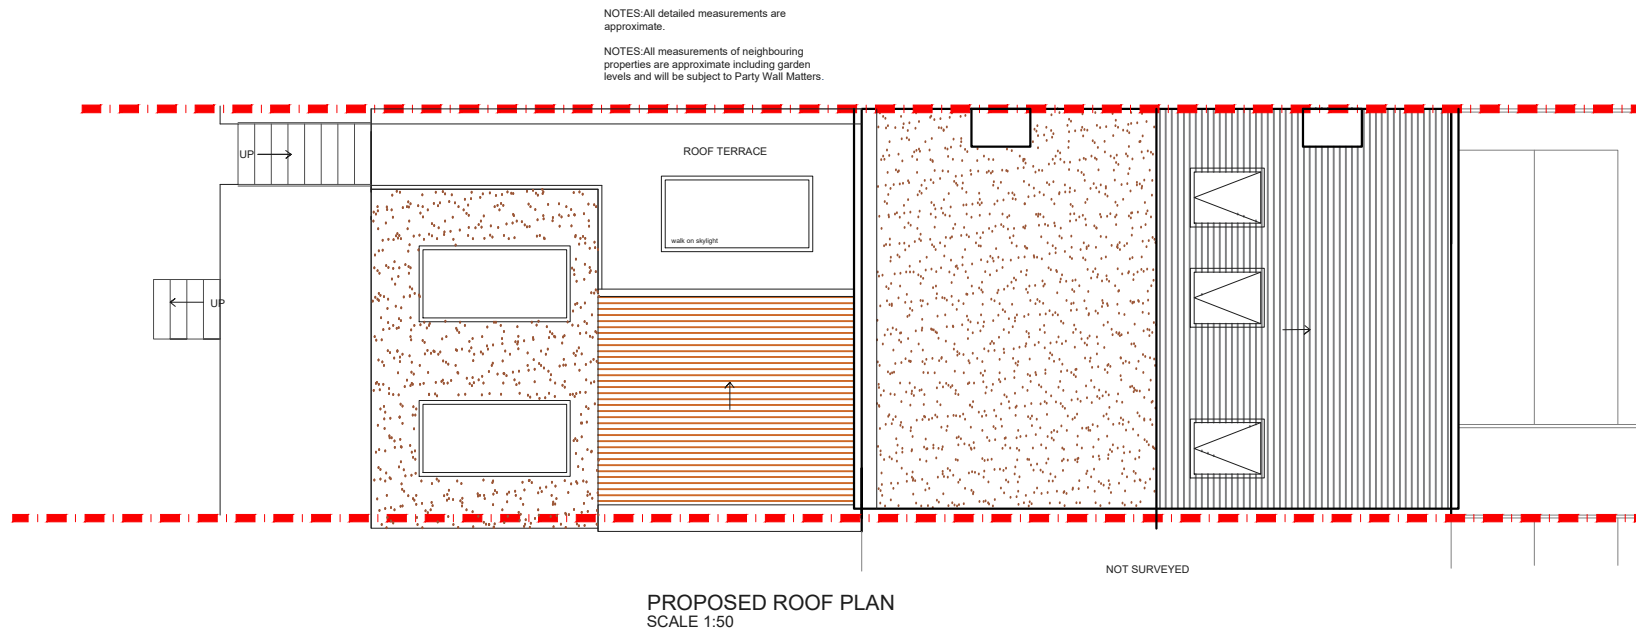 NOTES:All detailed measurements are
approximate.
NOTES:All measurements of neighbouring
properties are approximate including garden
levels and will be subject to Party Wall Matters.
UP
ROOF TERRACE
walk on skylight
UP
NOT SURVEYED
PROPOSED ROOF PLAN
SCALE 1:50